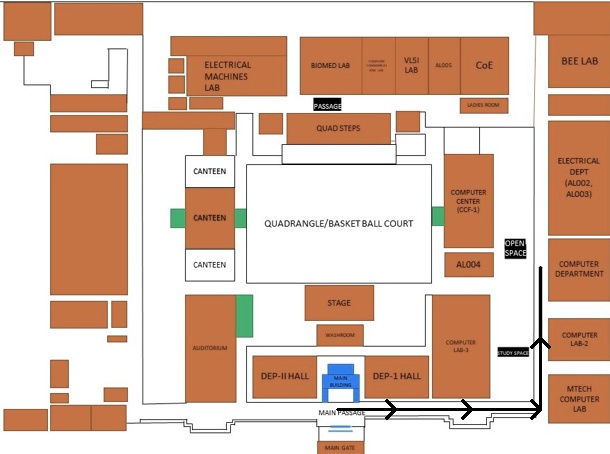 ELECTRICAL
MACHINES
LAB
BIOMED LAB
VLSI
LAB
AL005
CoE
BEE LAB
LADIES ROOM
PASSAGE
QUAD STEPS
ELECTRICAL
DEPT
(AL002,
AL003)
CANTEEN
CANTEEN
CANTEEN
QUADRANGLE/BASKET BALL COURT
COMPUTER
CENTER
(CCF-1)
OPEN
SPACE
AL004
COMPUTER
DEPARTMENT
STAGE
WASHROOM
AUDITORIUM
COMPUTER
LAB-3
STUDY SPACE
COMPUTER
LAB-2
DEP-II HALL
MAIN
BUILDING
DEP-1 HALL
MTECH
COMPUTER
LAB
MAIN PASSAGE
MAIN GATE